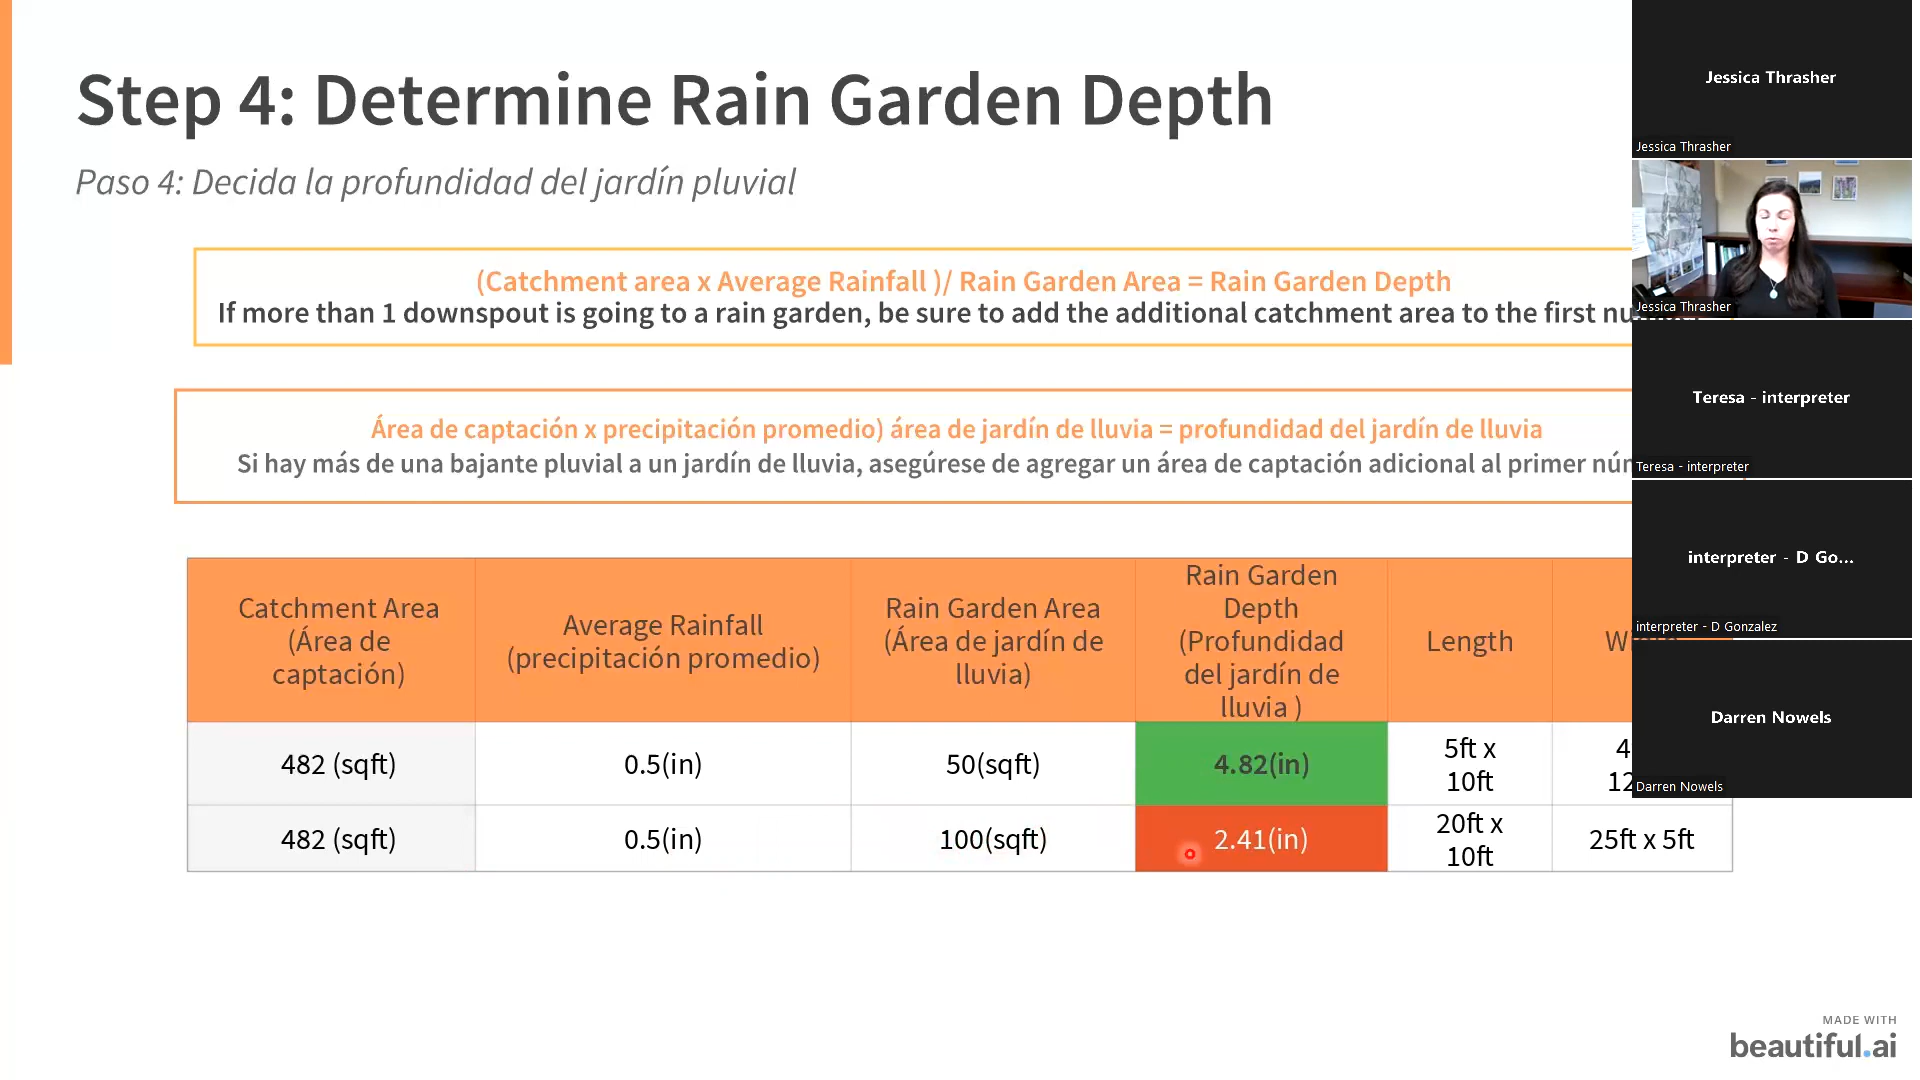 Step 4: Determine Rain Garden Depth
Paso 4: Decida la profundidad del jardín pluvial
(Catchment area x Average Rainfall )/ Rain Garden Area = Rain Garden Depth
If more than 1 downspout is going to a rain garden, be sure to add the additional catchment area to the first
Área de captación x precipitación promedio) área de jardín de lluvia = profundidad del jardín de lluvia
Si hay más de una bajante pluvial a un jardín de lluvia, asegúrese de agregar un área de captación adicional al primer
Catchment Area
(Área de
captación)
Average Rainfall
(precipitación promedio)
Rain Garden Area
(Área de jardín de
lluvia)
Rain Garden
Depth
(Profundidad
del jardín de
lluvia )
Length
482 (sqft)
0.5(in)
50(sqft)
4.82(in)
5ft x
10ft
482 (sqft)
0.5(in)
100(sqft)
2.41(in)
20ft x
10ft
25ft x 5ft
Jessica Thrasher
Jessica Thrasher
Jessica Thrasher
Teresa - interpreter
Teresa - interpreter
interpreter - D Go...
interpreter - D Gonzalez
Darren Nowels
Darren Nowels
MADE WITH
beautiful.ai